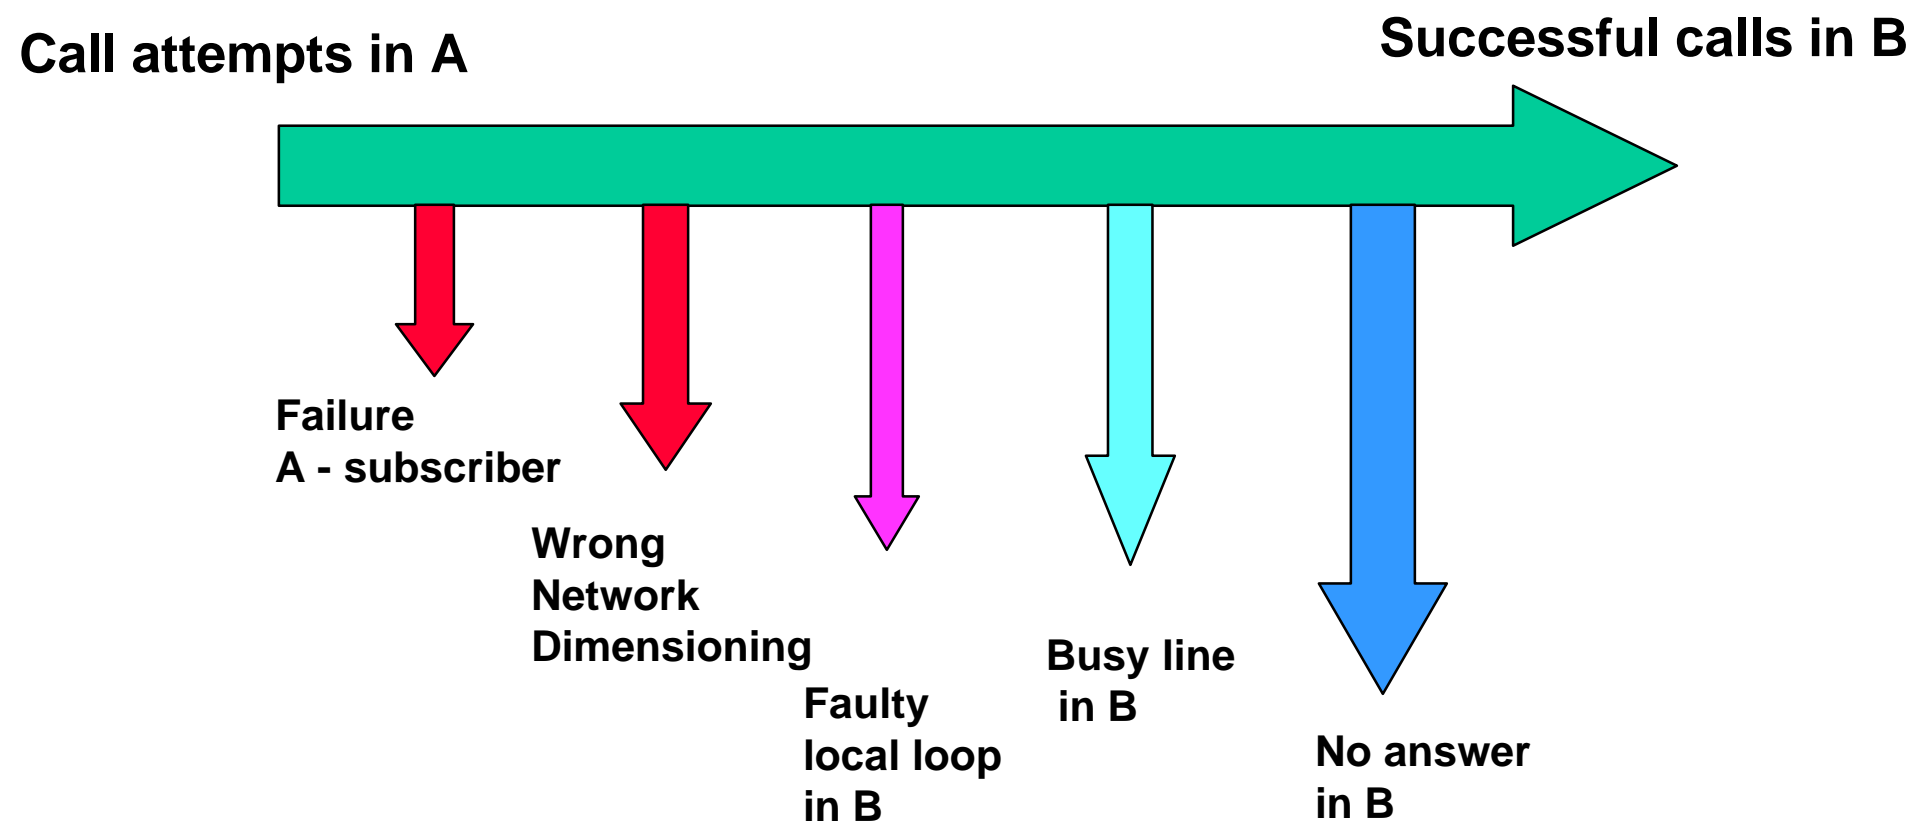 Call attempts in A
Successful calls in B
Failure
A - subscriber
Wrong
Network
Dimensioning
Faulty
local loop
in B
Busy line
in B
No answer
in B